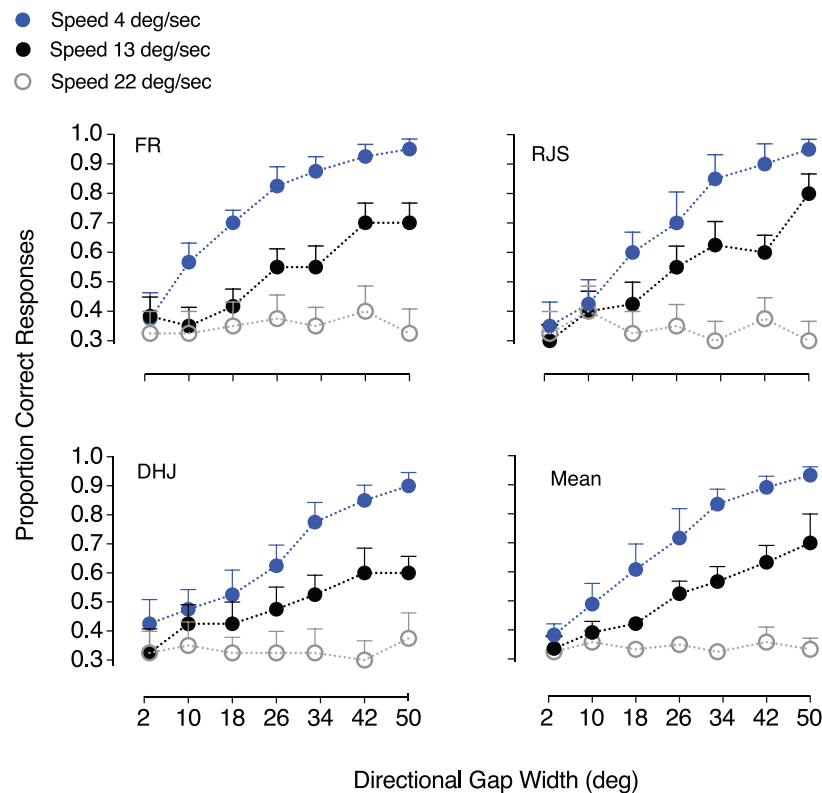 Speed 4 deg/sec
Speed 13 deg/sec
Speed 22 deg/sec
FR
RJS
1.0
0.9
0.8
0.7
0.6
0.5
0.4
0.3
DHJ
Mean
1.0
0.9
0.8
0.7
0.6
0.5
0.4
0.3
2 10 18 26 34 42 50
2 10 18 26 34 42 50
Proportion Correct Responses
Directional Gap Width (deg)